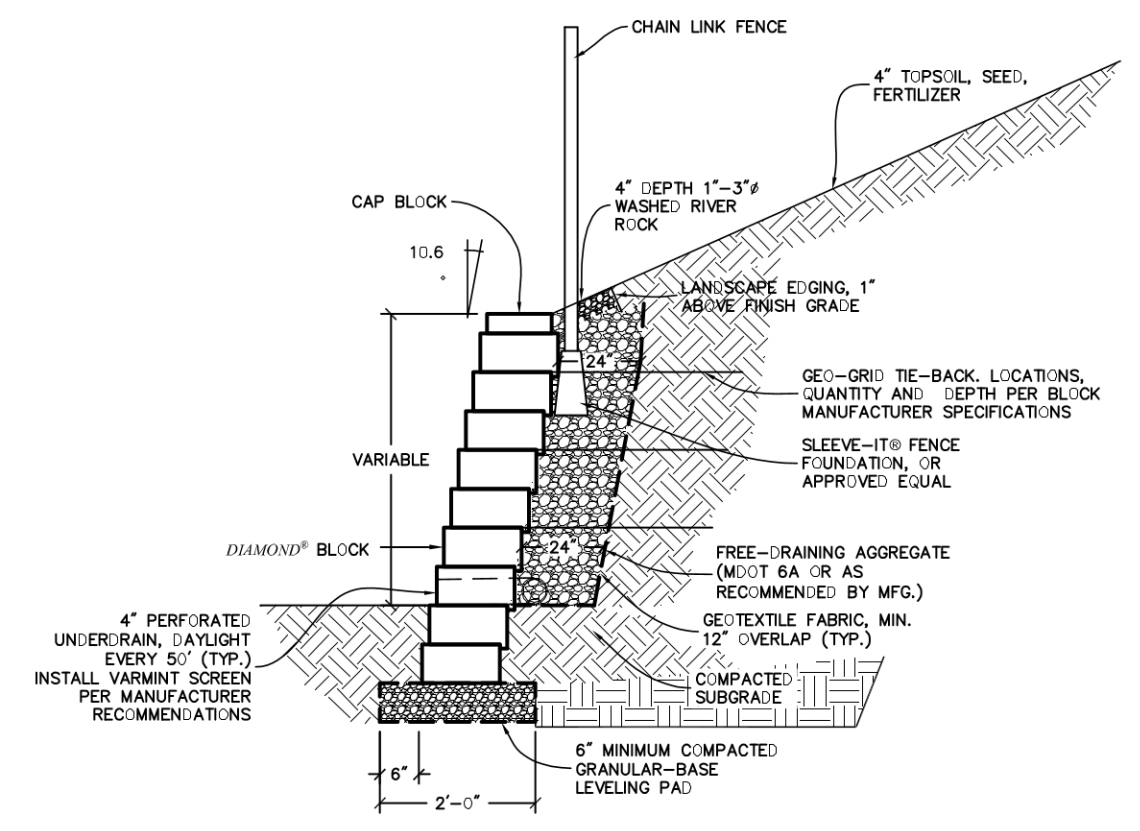 CHAIN LINK FENCE
4" TOPSOIL, SEED,
FERTILIZER
4" DEPTH 1"-3"ø
WASHED RIVER
ROCK
CAP BLOCK
10.6
°
LANDSCAPE EDGING, 1"
ABOVE FINISH GRADE
24"
GEO-GRID TIE-BACK. LOCATIONS,
QUANTITY AND DEPTH PER BLOCK
MANUFACTURER SPECIFICATIONS
SLEEVE-IT® FENCE
FOUNDATION, OR
APPROVED EQUAL
VARIABLE
DIAMOND® BLOCK
24"
FREE-DRAINING AGGREGATE
(MDOT 6A OR AS
RECOMMENDED BY MFG.)
GEOTEXTILE FABRIC, MIN.
12" OVERLAP (TYP.)
4" PERFORATED
UNDERDRAIN, DAYLIGHT
EVERY 50' (TYP.)
INSTALL VARMINT SCREEN
PER MANUFACTURER
RECOMMENDATIONS
COMPACTED
SUBGRADE
6" MINIMUM COMPACTED
GRANULAR-BASE
LEVELING PAD
6"
2'-0"